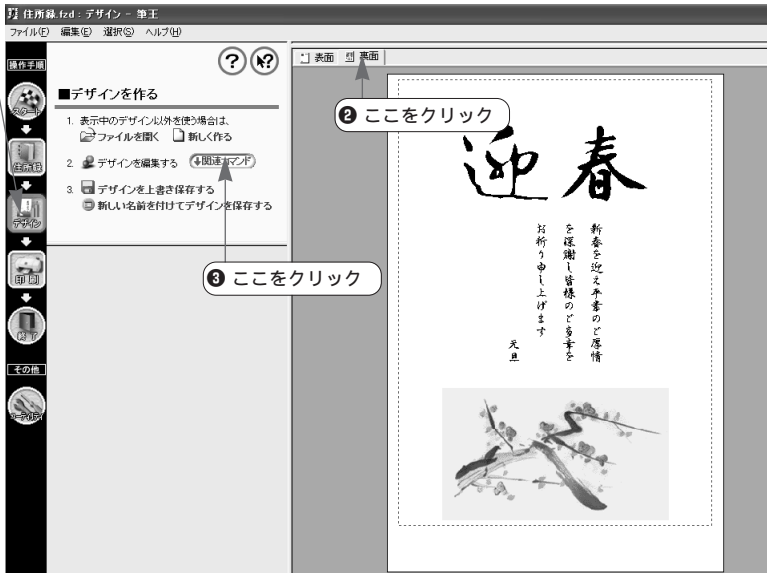 住所録.fzd：デザイン － 筆王
ファイル(F) 編集(E) 選択(S) ヘルプ(H)
操作手順
スタート
住所録
デザイン
印刷
終了
その他
ユーティリティ
■デザインを作る
1. 表示中のデザイン以外を使う場合は、
ファイルを開く 新しく作る
2. デザインを編集する (↓関連コマンド)
3. デザインを上書き保存する
新しい名前を付けてデザインを保存する
❸ ここをクリック
表面 裏面
❷ ここをクリック
迎春
新春を迎え平素のご厚情
を深謝し皆様のご多幸を
お祈り申し上げます
元旦